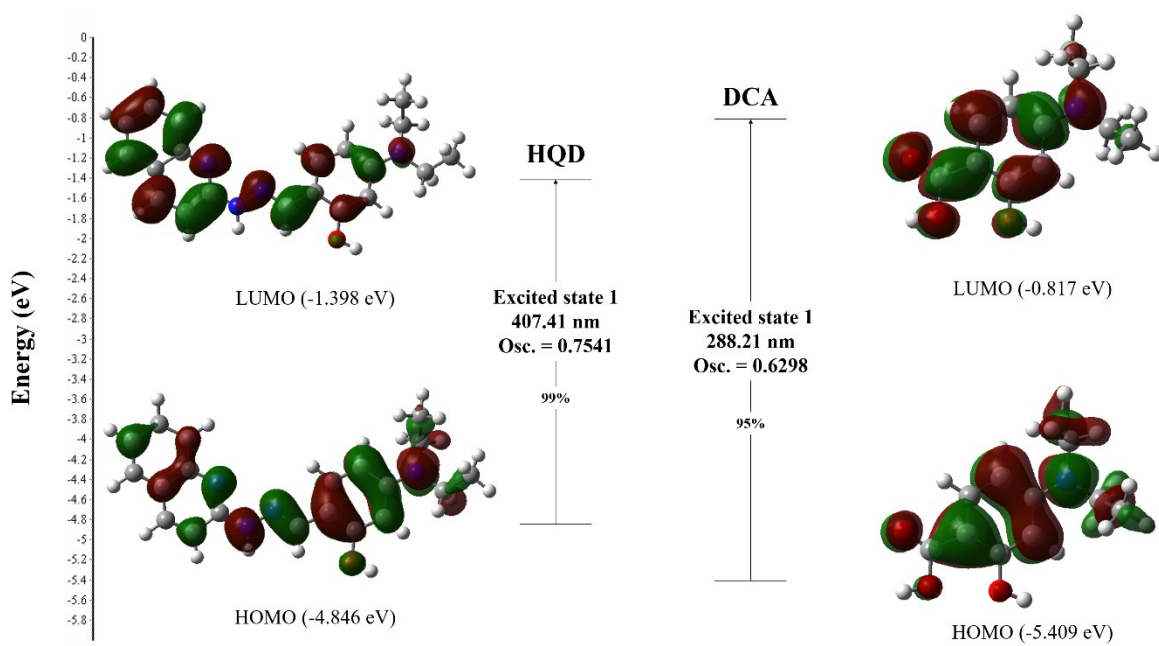 Energy (eV)
0
-0.2
-0.4
-0.6
-0.8
-1
-1.2
-1.4
-1.6
-1.8
-2
-2.2
-2.4
-2.6
-2.8
-3
-3.2
-3.4
-3.6
-3.8
-4
-4.2
-4.4
-4.6
-4.8
-5
-5.2
-5.4
-5.6
-5.8
LUMO (-1.398 eV)
HOMO (-4.846 eV)
HQD
Excited state 1
407.41 nm
Osc. = 0.7541
99%
DCA
Excited state 1
288.21 nm
Osc. = 0.6298
95%
LUMO (-0.817 eV)
HOMO (-5.409 eV)